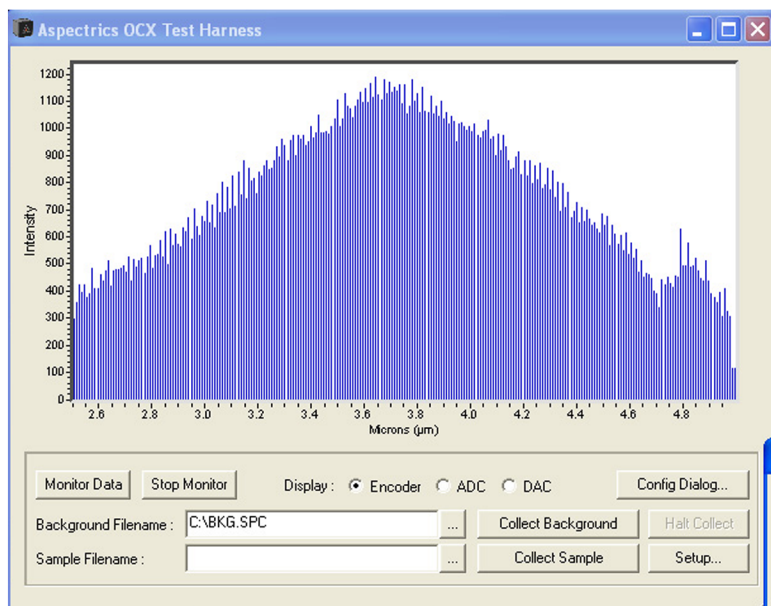 Aspectrics OCX Test Harness
1200
1100
1000
900
800
700
600
500
400
300
200
100
0
Intensity
2.6 2.8 3.0 3.2 3.4 3.6 3.8 4.0 4.2 4.4 4.6 4.8
Microns (µm)
Monitor Data Stop Monitor Display : Encoder ADC DAC Config Dialog...
Background Filename : C:\BKG.SPC ... Collect Background Halt Collect
Sample Filename : ... Collect Sample Setup...